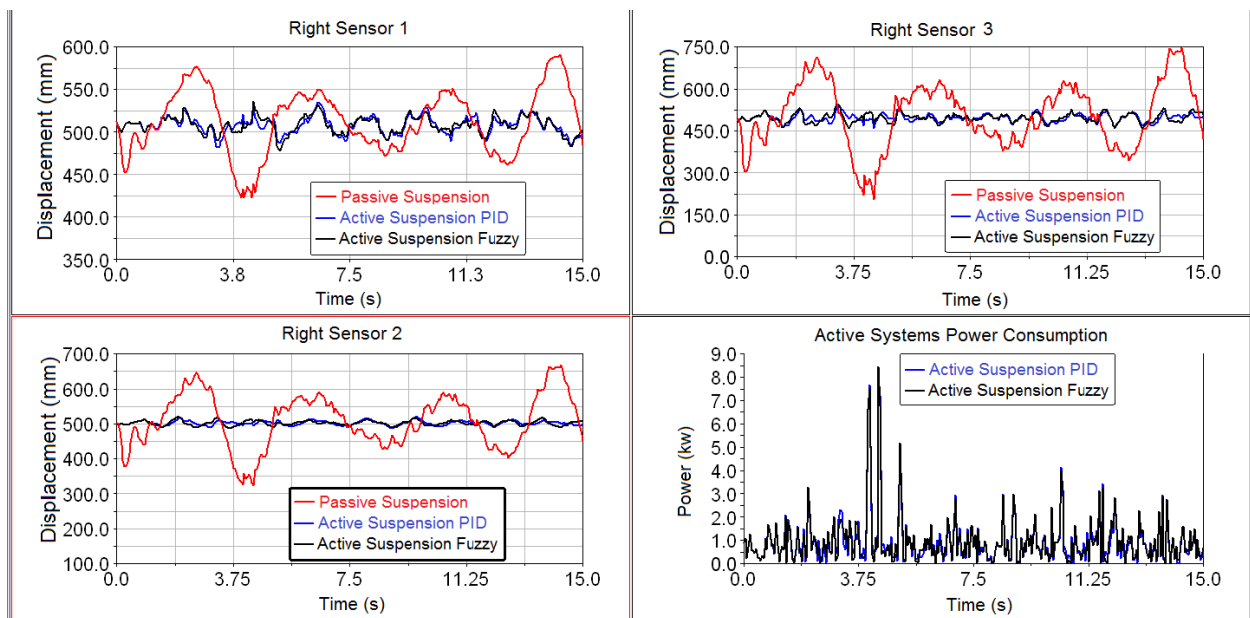 Right Sensor 1
Displacement (mm)
600.0
550.0
500.0
450.0
400.0
350.0
Passive Suspension
Active Suspension PID
Active Suspension Fuzzy
0.0 3.8 7.5 11.3 15.0
Time (s)
Right Sensor 3
Displacement (mm)
750.0
600.0
450.0
300.0
150.0
0.0
Passive Suspension
Active Suspension PID
Active Suspension Fuzzy
0.0 3.75 7.5 11.25 15.0
Time (s)
Right Sensor 2
Displacement (mm)
700.0
600.0
500.0
400.0
300.0
200.0
100.0
Passive Suspension
Active Suspension PID
Active Suspension Fuzzy
0.0 3.75 7.5 11.25 15.0
Time (s)
Active Systems Power Consumption
Power (kw)
9.0
8.0
7.0
6.0
5.0
4.0
3.0
2.0
1.0
0.0
Active Suspension PID
Active Suspension Fuzzy
0.0 3.75 7.5 11.25 15.0
Time (s)